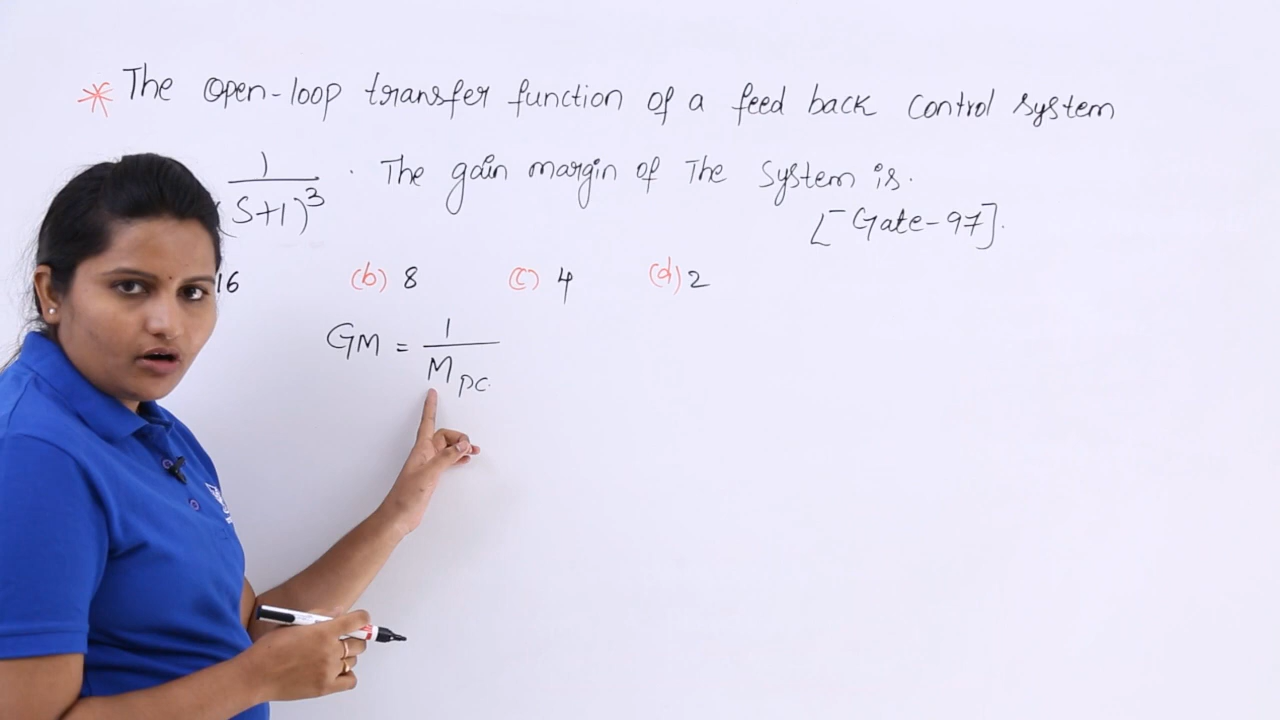 * The open-loop transfer function of a feed back control system
1/(S+1)³ . The gain margin of The system is.
[Gate-97].
16 (b) 8 (c) 4 (d) 2
GM = 1/M_pc